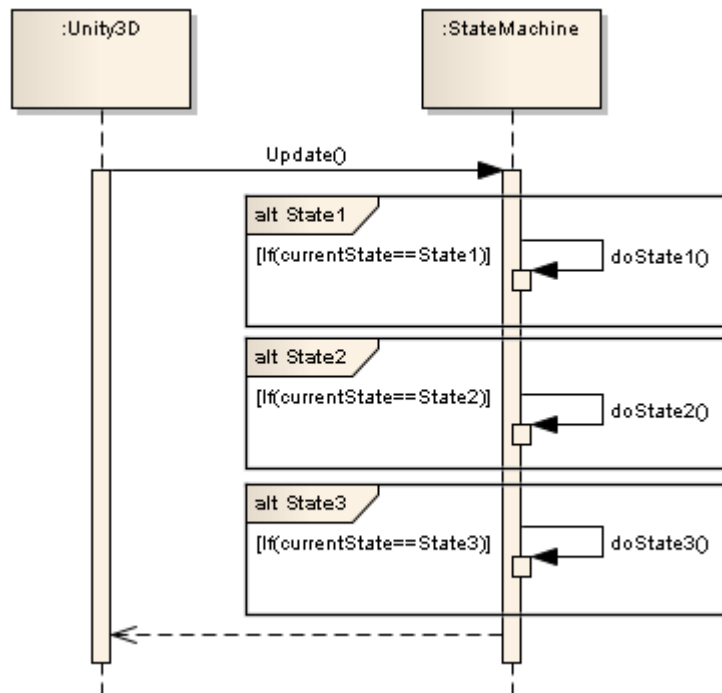 :Unity3D
:StateMachine
Update()
alt State1
[If(currentState==State1)]
doState1()
alt State2
[If(currentState==State2)]
doState2()
alt State3
[If(currentState==State3)]
doState3()